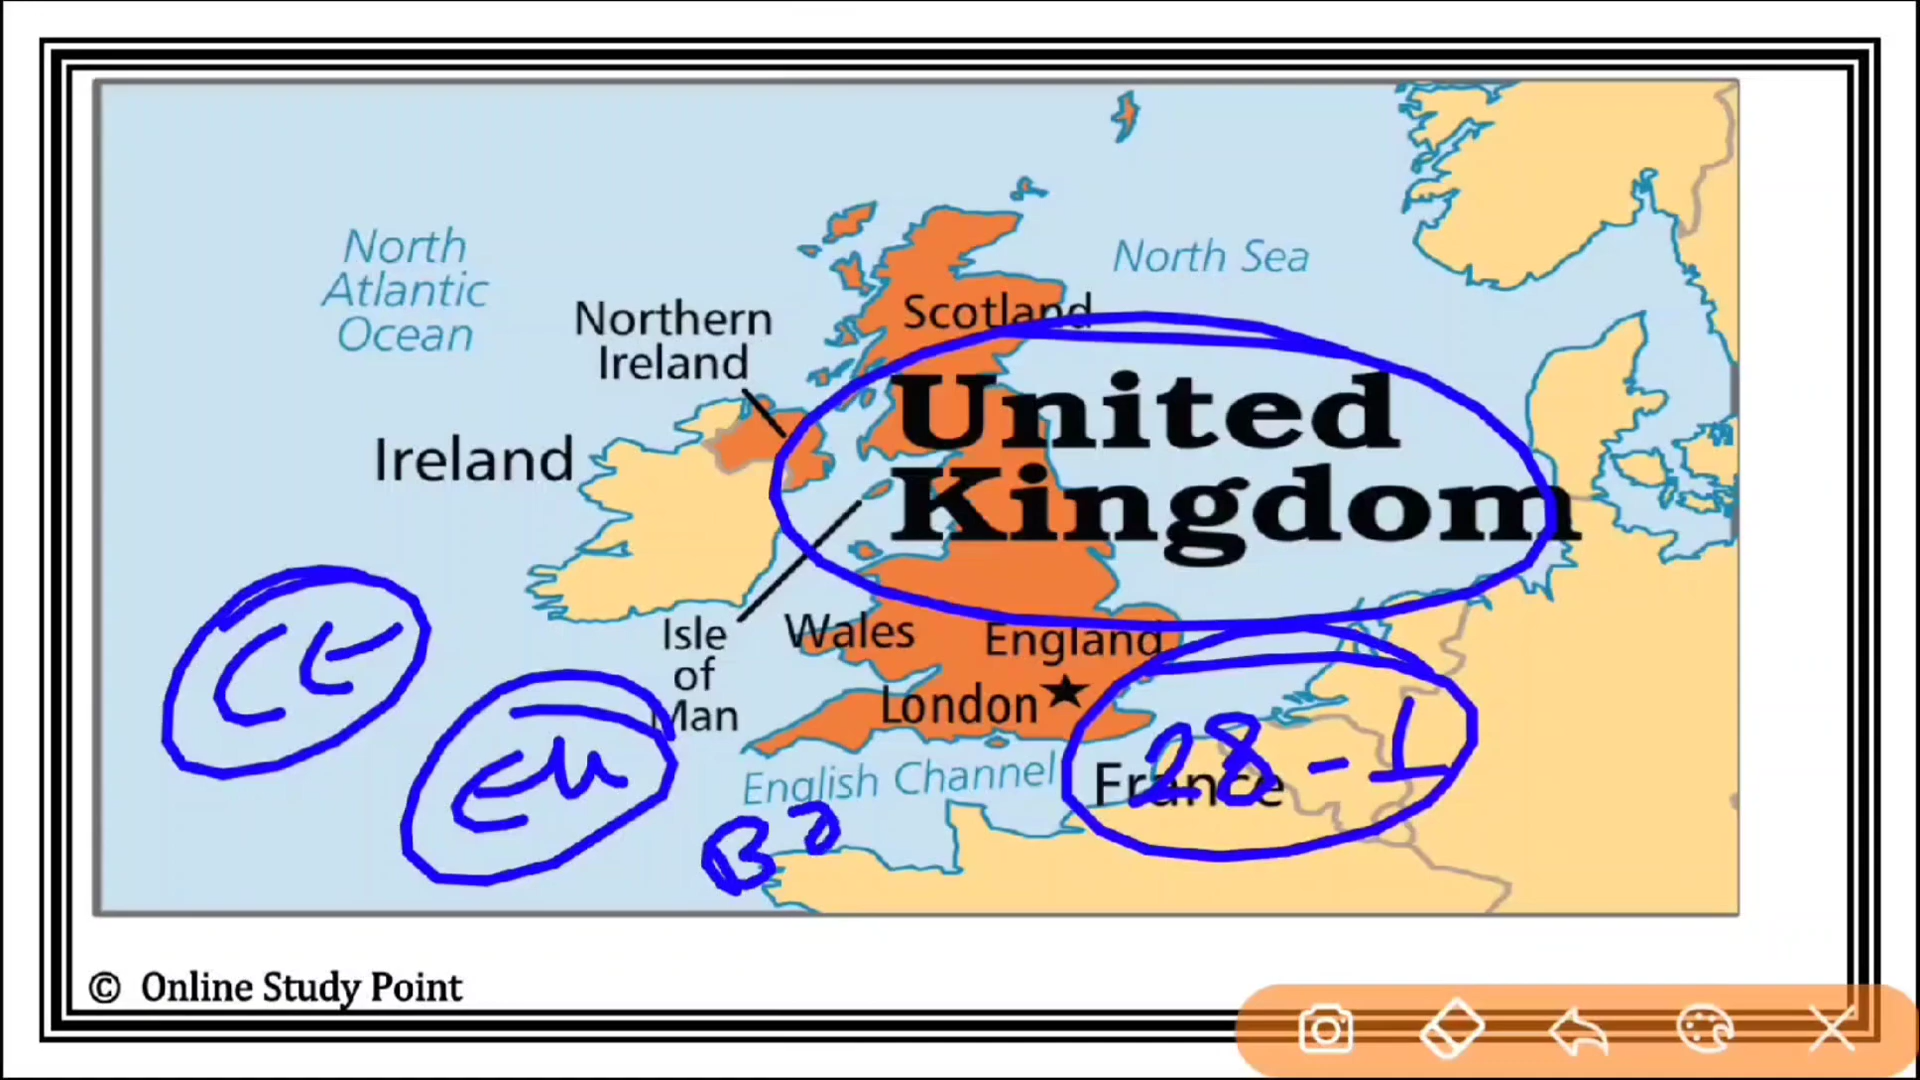 North
Atlantic
Ocean
North Sea
Scotland
Northern
Ireland
United
Kingdom
Ireland
Isle
of
Man
Wales
England
London
English Channel
France
28-1
EU
© Online Study Point